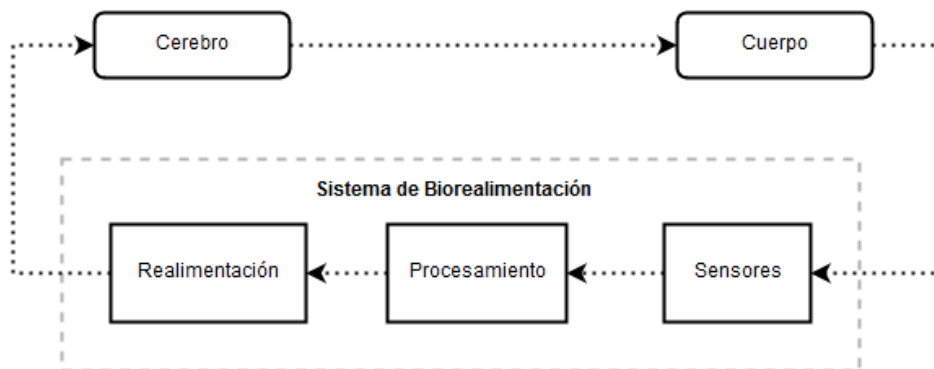 Cerebro
Cuerpo
Sistema de Biorealimentación
Realimentación
Procesamiento
Sensores